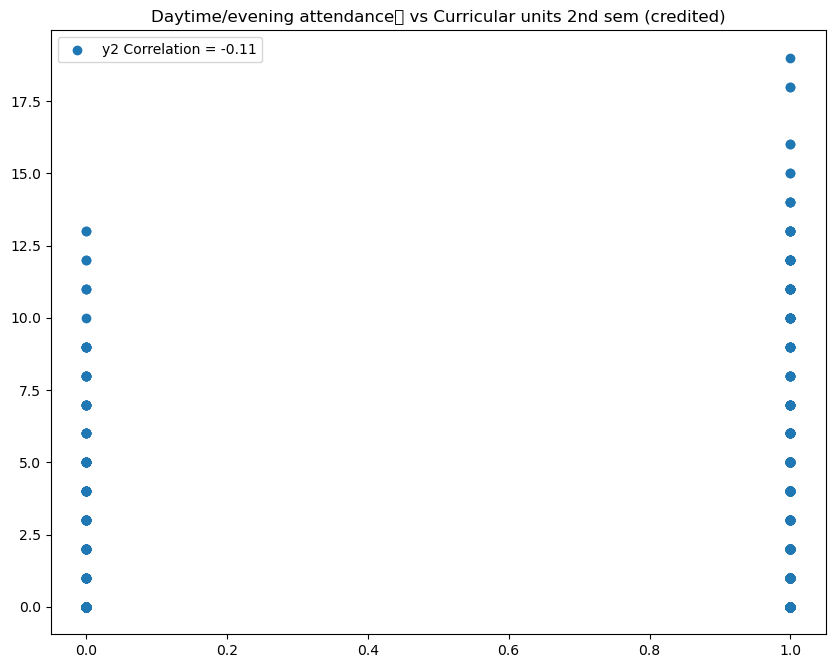 Daytime/evening attendance▯ vs Curricular units 2nd sem (credited)
y2 Correlation = -0.11
17.5
15.0
12.5
10.0
7.5
5.0
2.5
0.0
0.0 0.2 0.4 0.6 0.8 1.0